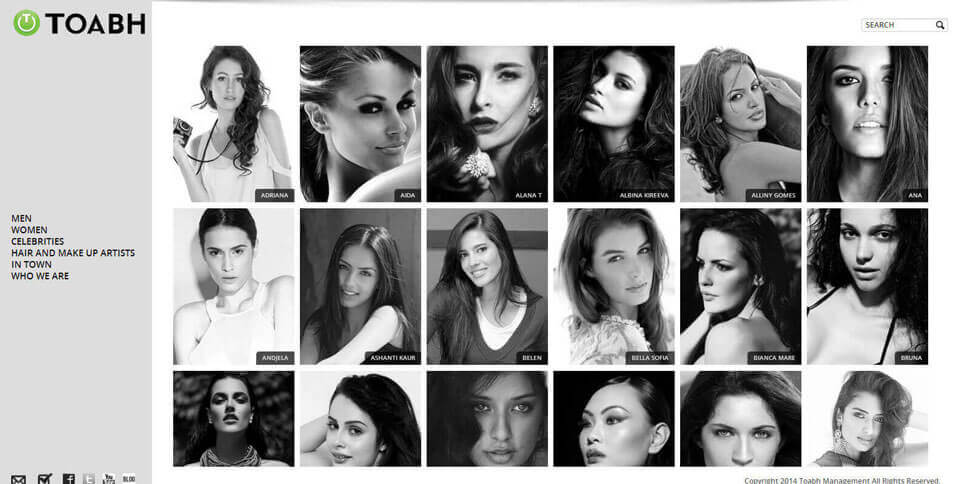 TOABH
SEARCH
MEN
WOMEN
CELEBRITIES
HAIR AND MAKE UP ARTISTS
IN TOWN
WHO WE ARE
ADRIANA
AIDA
ALANA T
ALBINA KIREEVA
ALLINY GOMES
ANA
ANDJELA
ASHANTI KAUR
BELEN
BELLA SOFIA
BIANCA MARE
BRUNA
BLOG
Copyright 2014 Toabh Management All Rights Reserved.